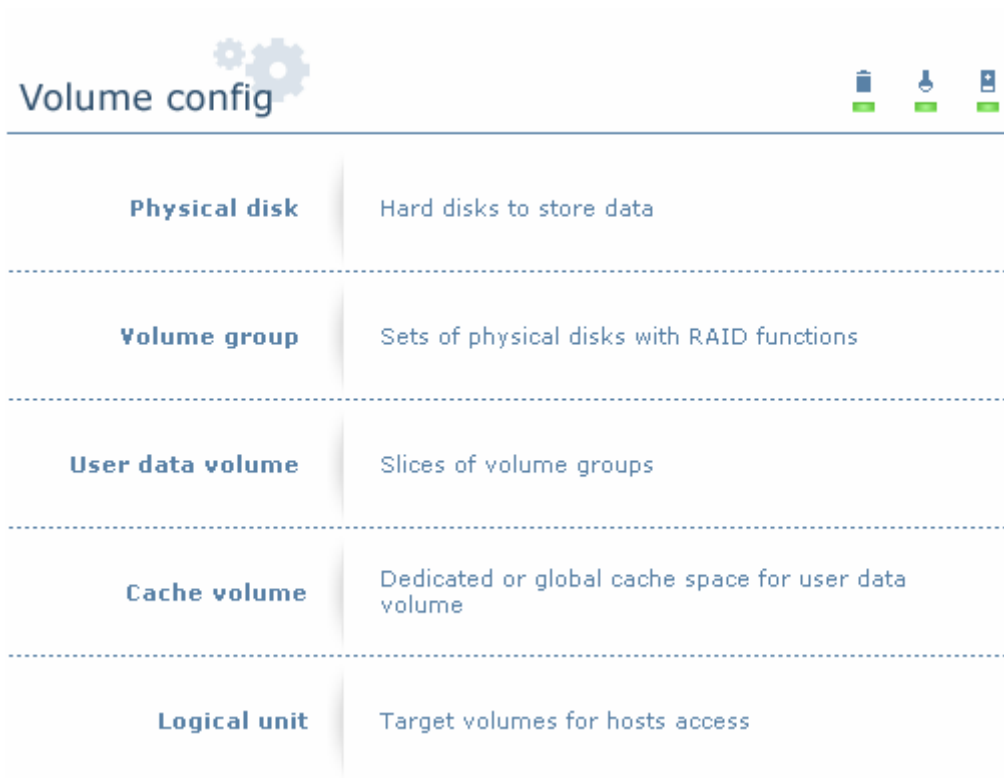 Volume config
Physical disk
Hard disks to store data
Volume group
Sets of physical disks with RAID functions
User data volume
Slices of volume groups
Cache volume
Dedicated or global cache space for user data
volume
Logical unit
Target volumes for hosts access